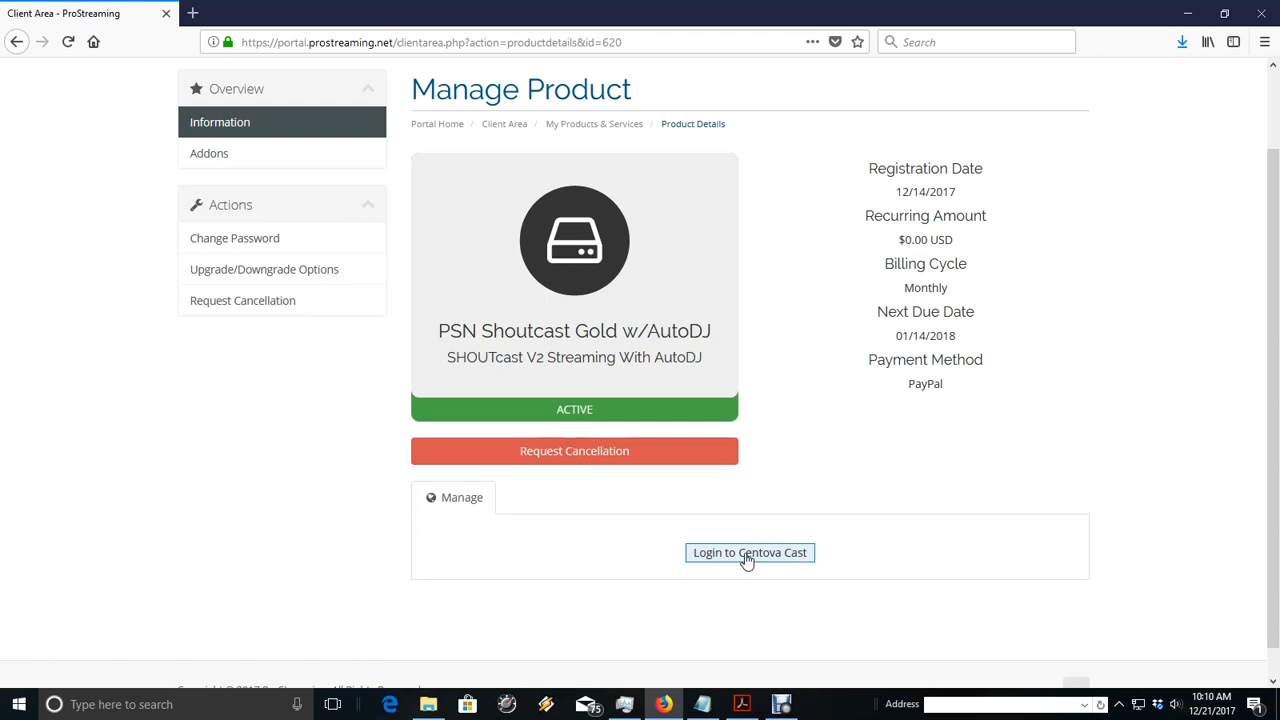 Client Area - ProStreaming
https://portal.prostreaming.net/clientarea.php?action=productdetails&id=620
Search
Overview
Information
Addons
Actions
Change Password
Upgrade/Downgrade Options
Request Cancellation
Manage Product
Portal Home / Client Area / My Products & Services / Product Details
PSN Shoutcast Gold w/AutoDJ
SHOUTcast V2 Streaming With AutoDJ
ACTIVE
Request Cancellation
Registration Date
12/14/2017
Recurring Amount
$0.00 USD
Billing Cycle
Monthly
Next Due Date
01/14/2018
Payment Method
PayPal
Manage
Login to Centova Cast
Type here to search
75
Address
10:10 AM
12/21/2017
1